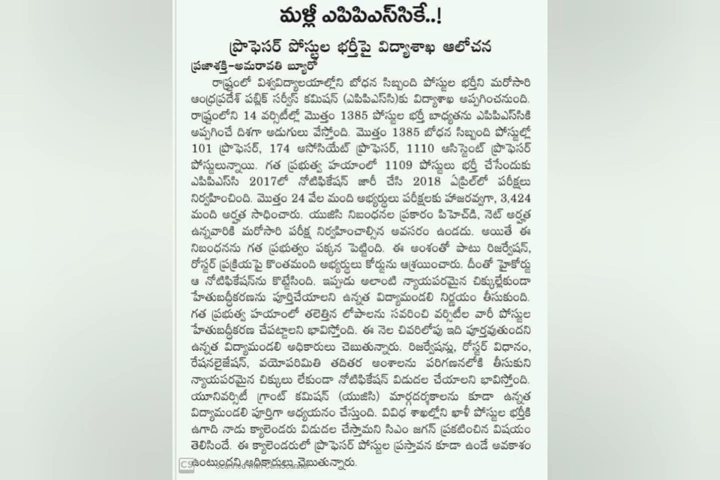 మళ్లీ ఎపిపిఎస్‌సికే..!
ప్రొఫెసర్ పోస్టుల భర్తీపై విద్యాశాఖ ఆలోచన
ప్రజాశక్తి-అమరావతి బ్యూరో
రాష్ట్రంలో విశ్వవిద్యాలయాల్లోని బోధన సిబ్బంది పోస్టుల భర్తీని మరోసారి
ఆంధ్రప్రదేశ్ పబ్లిక్ సర్వీస్ కమిషన్ (ఎపిపిఎస్‌సి)కు విద్యాశాఖ అప్పగించనుంది.
రాష్ట్రంలోని 14 వర్సిటీల్లో మొత్తం 1385 పోస్టుల భర్తీ బాధ్యతను ఎపిపిఎస్‌సికి
అప్పగించే దిశగా అడుగులు వేస్తోంది. మొత్తం 1385 బోధన సిబ్బంది పోస్టుల్లో
101 ప్రొఫెసర్, 174 అసోసియేట్ ప్రొఫెసర్, 1110 అసిస్టెంట్ ప్రొఫెసర్
పోస్టులున్నాయి. గత ప్రభుత్వ హయాంలో 1109 పోస్టులు భర్తీ చేసేందుకు
ఎపిపిఎస్‌సి 2017లో నోటిఫికేషన్ జారీ చేసి 2018 ఏప్రిల్‌లో పరీక్షలు
నిర్వహించింది. మొత్తం 24 వేల మంది అభ్యర్థులు పరీక్షలకు హాజరవ్వగా, 3,424
మంది అర్హత సాధించారు. యుజిసి నిబంధనల ప్రకారం పిహెచ్‌డి, నెట్ అర్హత
ఉన్నవారికి మరోసారి పరీక్ష నిర్వహించాల్సిన అవసరం ఉండదు. అయితే ఈ
నిబంధనను గత ప్రభుత్వం పక్కన పెట్టింది. ఈ అంశంతో పాటు రిజర్వేషన్,
రోస్టర్ ప్రక్రియపై కొంతమంది అభ్యర్థులు కోర్టును ఆశ్రయించారు. దీంతో హైకోర్టు
ఆ నోటిఫికేషన్‌ను కొట్టేసింది. ఇప్పుడు అలాంటి న్యాయపరమైన చిక్కుల్లేకుండా
హేతుబద్ధీకరణను పూర్తిచేయాలని ఉన్నత విద్యామండలి నిర్ణయం తీసుకుంది.
గత ప్రభుత్వ హయాంలో తలెత్తిన లోపాలను సవరించి వర్సిటీల వారీ పోస్టుల
హేతుబద్ధీకరణ చేపట్టాలని భావిస్తోంది. ఈ నెల చివరిలోపు ఇది పూర్తవుతుందని
ఉన్నత విద్యామండలి అధికారులు చెబుతున్నారు. రిజర్వేషన్లు, రోస్టర్ విధానం,
రేషనలైజేషన్, వయోపరిమితి తదితర అంశాలను పరిగణనలోకి తీసుకుని
న్యాయపరమైన చిక్కులు లేకుండా నోటిఫికేషన్ విడుదల చేయాలని భావిస్తోంది.
యూనివర్సిటీ గ్రాంట్ కమిషన్ (యుజిసి) మార్గదర్శకాలను కూడా ఉన్నత
విద్యామండలి పూర్తిగా అధ్యయనం చేస్తుంది. వివిధ శాఖల్లోని ఖాళీ పోస్టుల భర్తీకి
ఉగాది నాడు క్యాలెండరు విడుదల చేస్తామని సిఎం జగన్ ప్రకటించిన విషయం
తెలిసిందే. ఈ క్యాలెండరులో ప్రొఫెసర్ పోస్టుల ప్రస్తావన కూడా ఉండే అవకాశం
ఉంటుందని అధికారులు చెబుతున్నారు.
CS Scanned with CamScanner